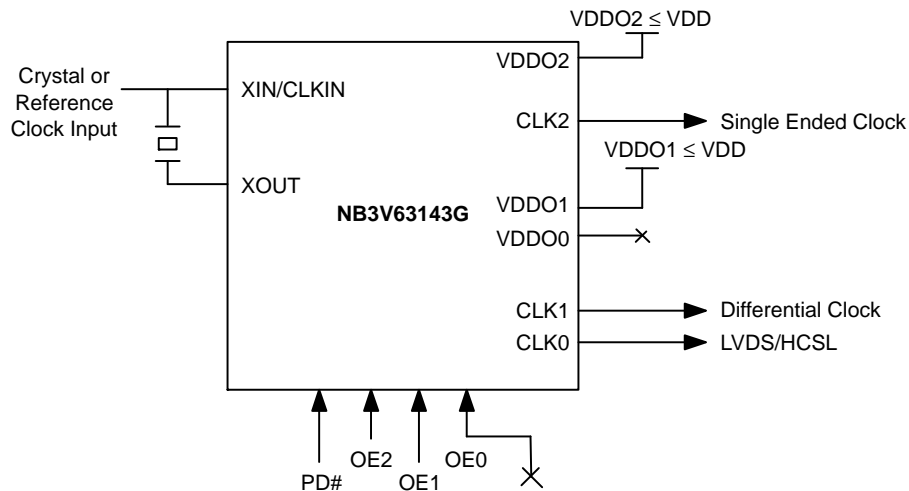 VDDO2 ≤ VDD
VDDO2
Crystal or
Reference
Clock Input
XIN/CLKIN
CLK2
Single Ended Clock
VDDO1 ≤ VDD
XOUT
NB3V63143G
VDDO1
VDDO0
CLK1
Differential Clock
CLK0
LVDS/HCSL
OE2
OE0
PD#
OE1